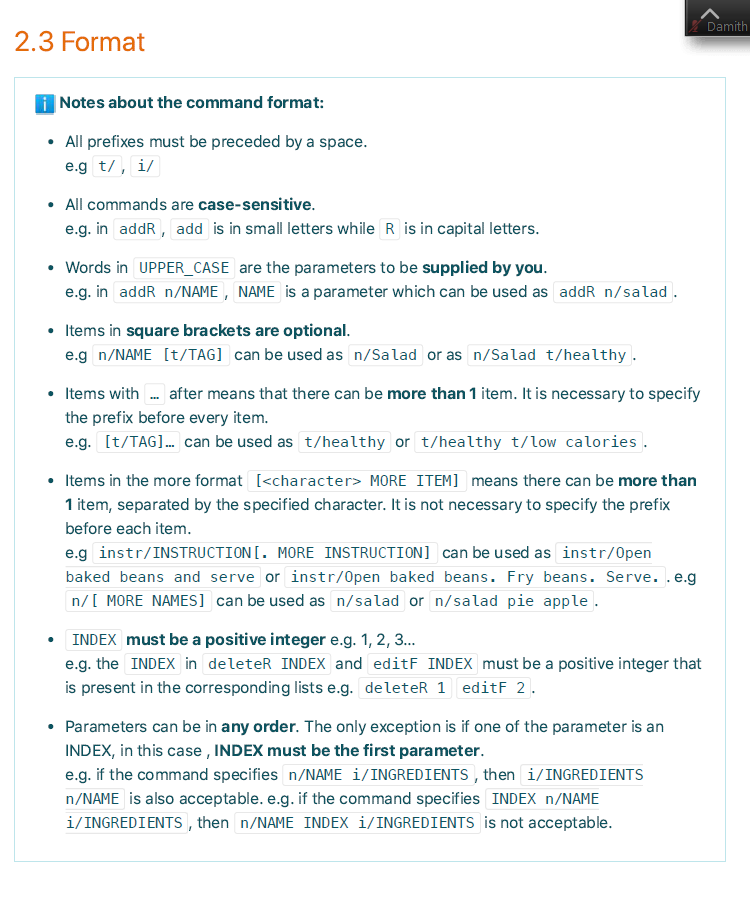 Damith
2.3 Format
Notes about the command format:
• All prefixes must be preceded by a space.
e.g t/ , i/
• All commands are case-sensitive.
e.g. in addR , add is in small letters while R is in capital letters.
• Words in UPPER_CASE are the parameters to be supplied by you.
e.g. in addR n/NAME , NAME is a parameter which can be used as addR n/salad .
• Items in square brackets are optional.
e.g n/NAME [t/TAG] can be used as n/Salad or as n/Salad t/healthy .
• Items with … after means that there can be more than 1 item. It is necessary to specify
the prefix before every item.
e.g. [t/TAG]… can be used as t/healthy or t/healthy t/low calories .
• Items in the more format [<character> MORE ITEM] means there can be more than
1 item, separated by the specified character. It is not necessary to specify the prefix
before each item.
e.g instr/INSTRUCTION[. MORE INSTRUCTION] can be used as instr/Open
baked beans and serve or instr/Open baked beans. Fry beans. Serve. . e.g
n/[ MORE NAMES] can be used as n/salad or n/salad pie apple .
• INDEX must be a positive integer e.g. 1, 2, 3…
e.g. the INDEX in deleteR INDEX and editF INDEX must be a positive integer that
is present in the corresponding lists e.g. deleteR 1 editF 2 .
• Parameters can be in any order. The only exception is if one of the parameter is an
INDEX, in this case , INDEX must be the first parameter.
e.g. if the command specifies n/NAME i/INGREDIENTS , then i/INGREDIENTS
n/NAME is also acceptable. e.g. if the command specifies INDEX n/NAME
i/INGREDIENTS , then n/NAME INDEX i/INGREDIENTS is not acceptable.